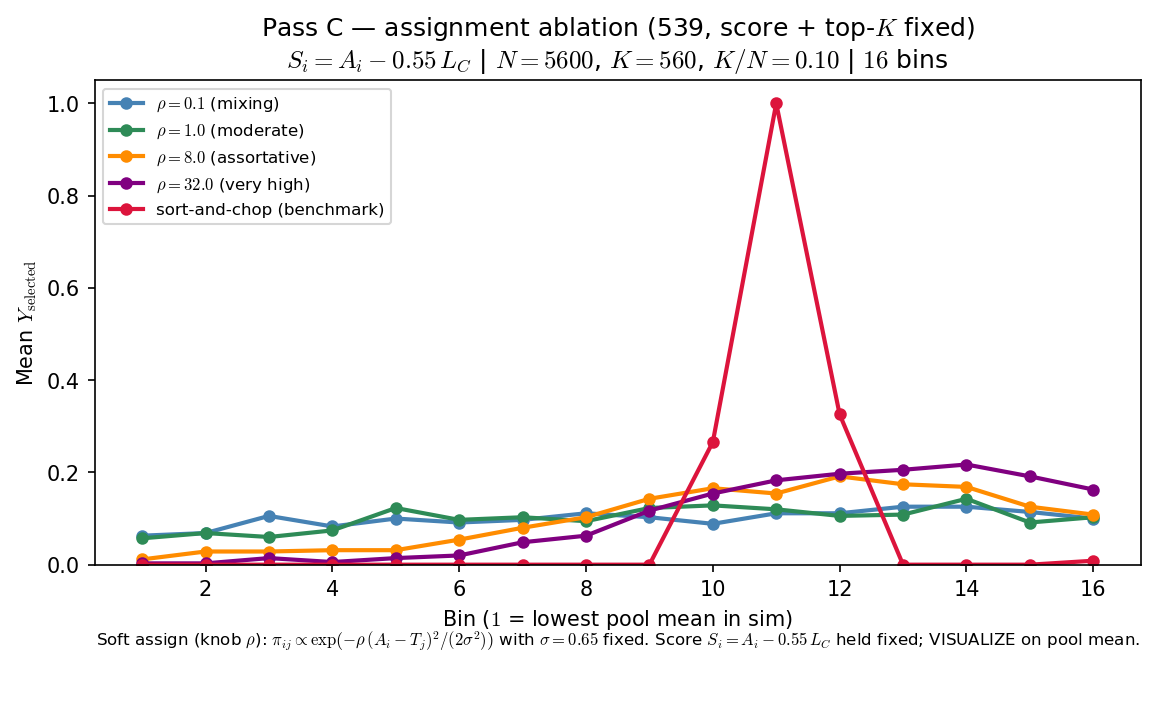 Pass C — assignment ablation (539, score + top-K fixed)
S_i = A_i − 0.55 L_C | N = 5600, K = 560, K/N = 0.10 | 16 bins
1.0
0.8
0.6
0.4
0.2
0.0
Mean Y_selected
ρ = 0.1 (mixing)
ρ = 1.0 (moderate)
ρ = 8.0 (assortative)
ρ = 32.0 (very high)
sort-and-chop (benchmark)
2 4 6 8 10 12 14 16
Bin (1 = lowest pool mean in sim)
Soft assign (knob ρ): π_ij ∝ exp(−ρ (A_i − T_j)²/(2σ²)) with σ = 0.65 fixed. Score S_i = A_i − 0.55 L_C held fixed; VISUALIZE on pool mean.